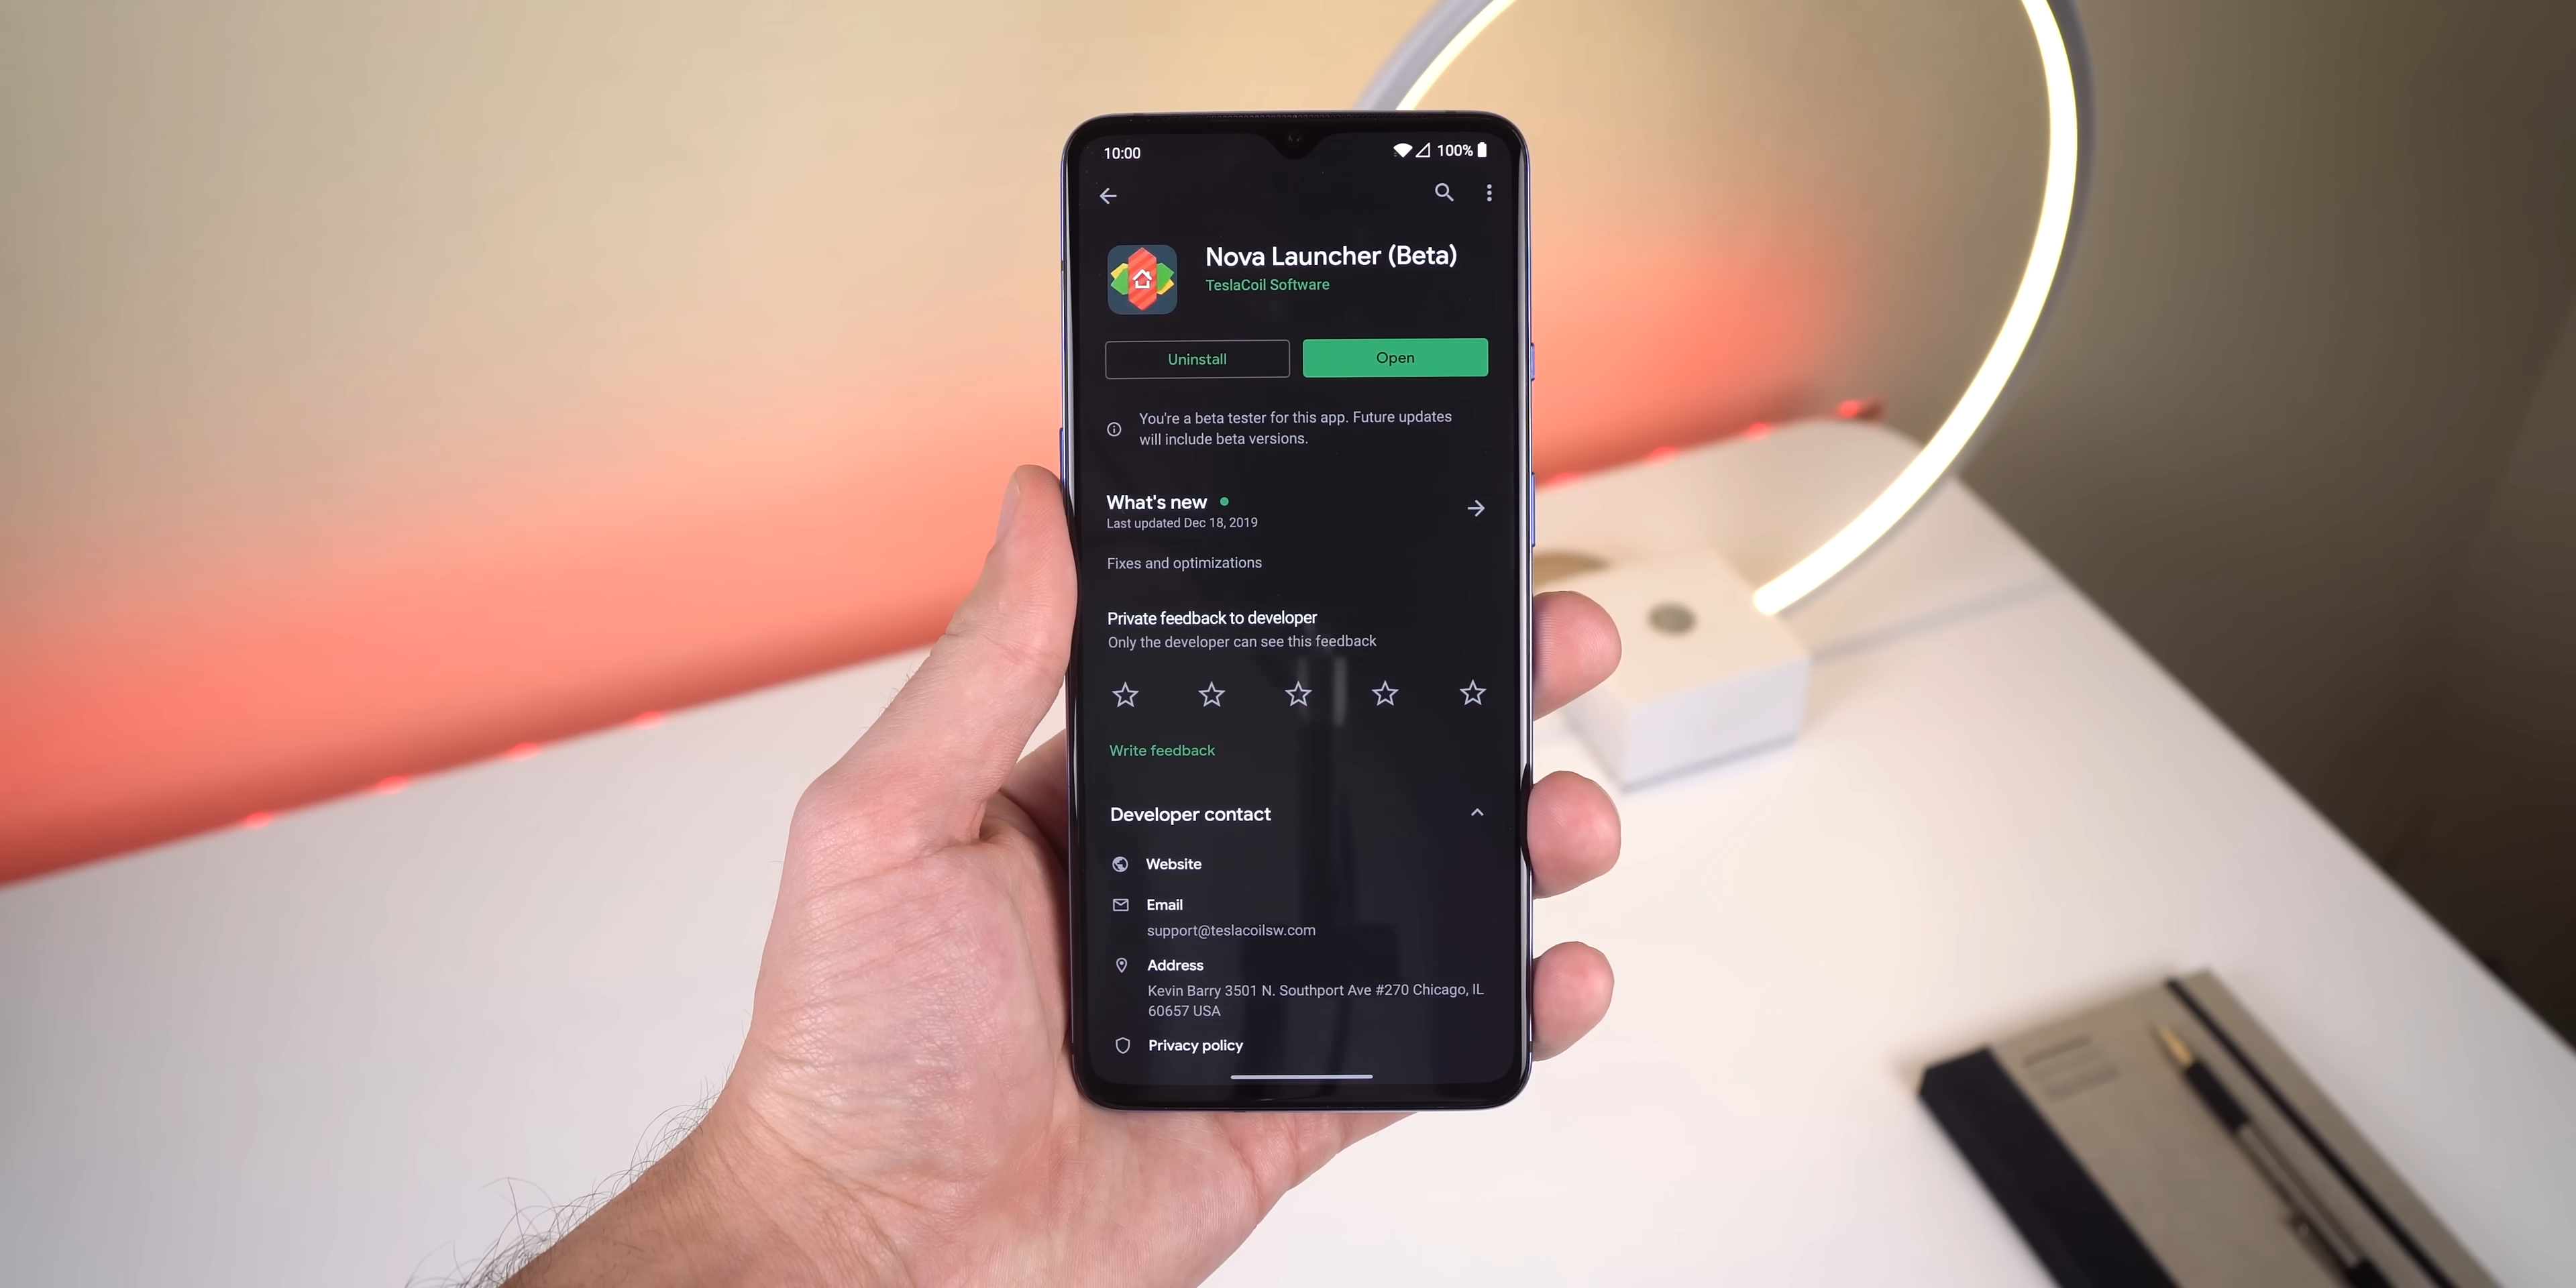 10:00
100%
Nova Launcher (Beta)
TeslaCoil Software
Uninstall
Open
You're a beta tester for this app. Future updates
will include beta versions.
What's new
Last updated Dec 18, 2019
Fixes and optimizations
Private feedback to developer
Only the developer can see this feedback
Write feedback
Developer contact
Website
Email
support@teslacoilsw.com
Address
Kevin Barry 3501 N. Southport Ave #270 Chicago, IL
60657 USA
Privacy policy